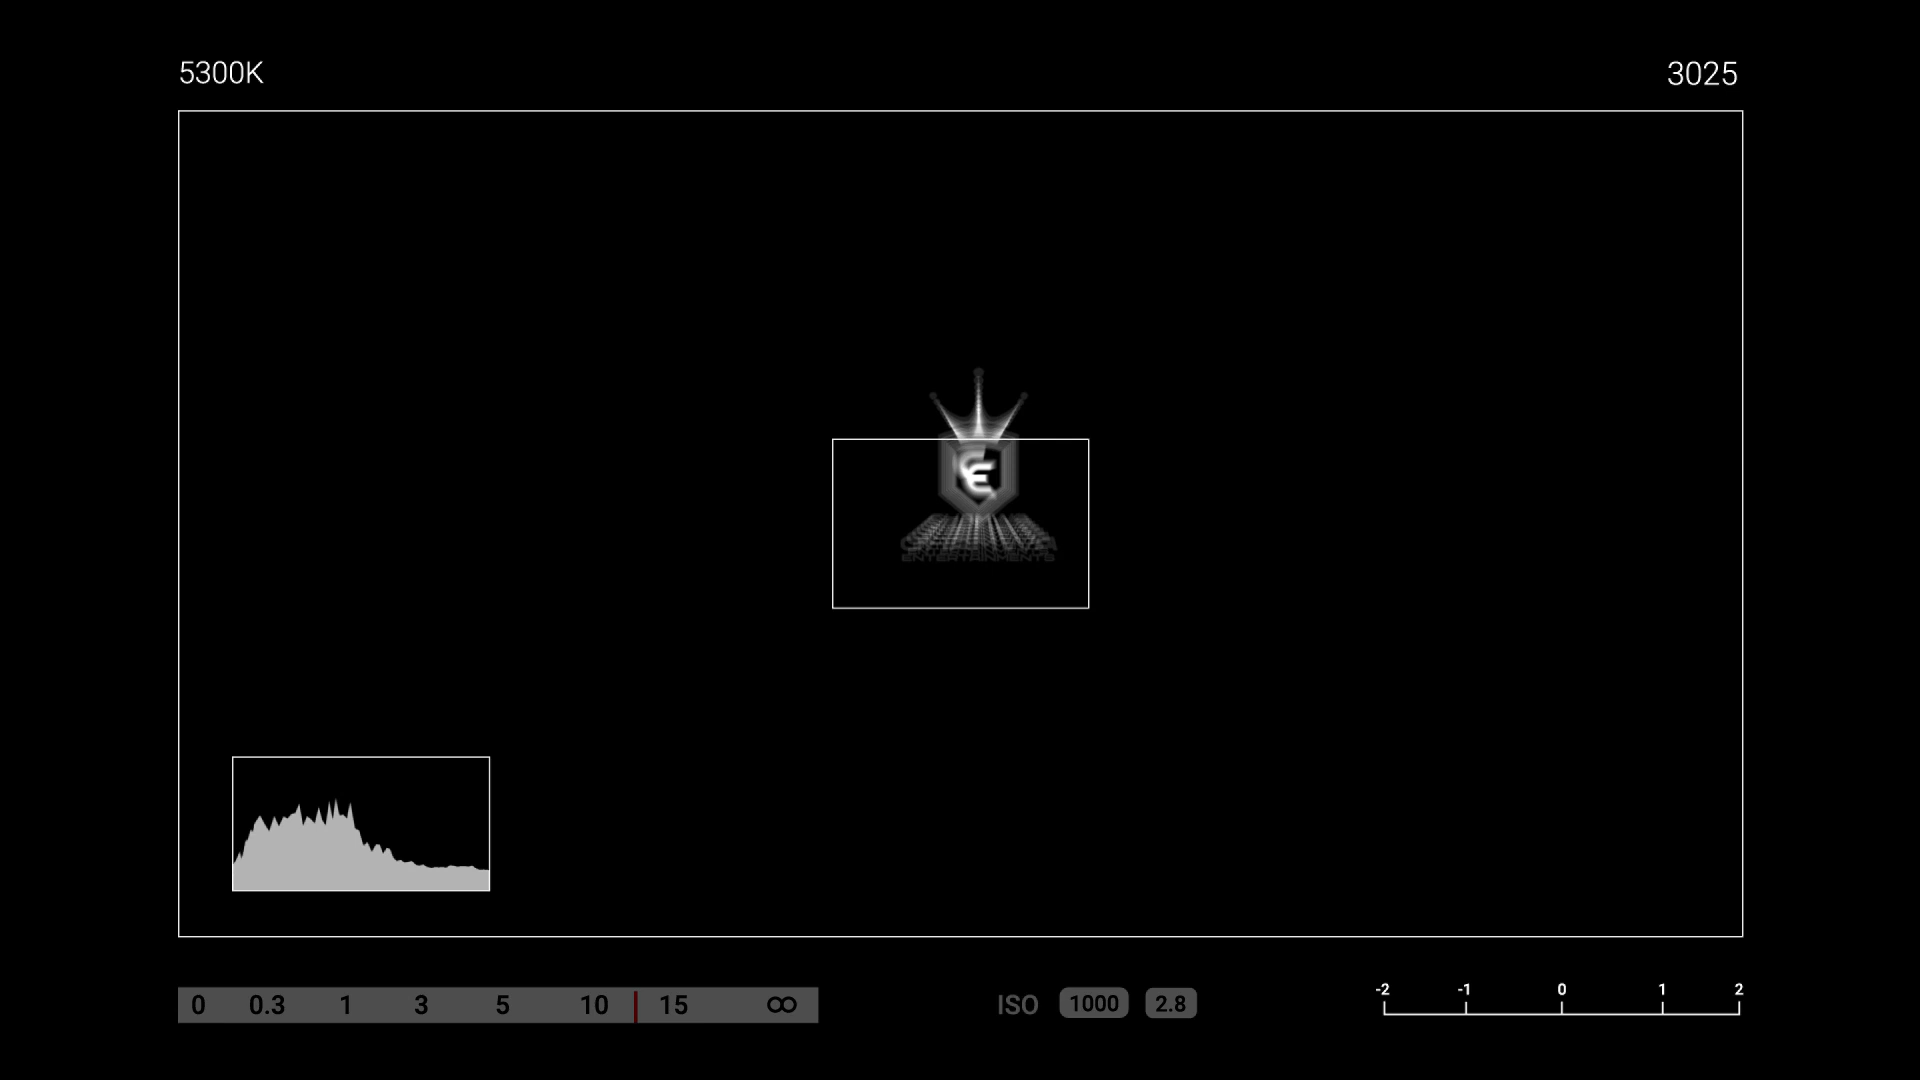 5300K
3025
ENTERTAINMENTS
0 0.3 1 3 5 10 15 ∞
ISO 1000 2.8
-2 -1 0 1 2